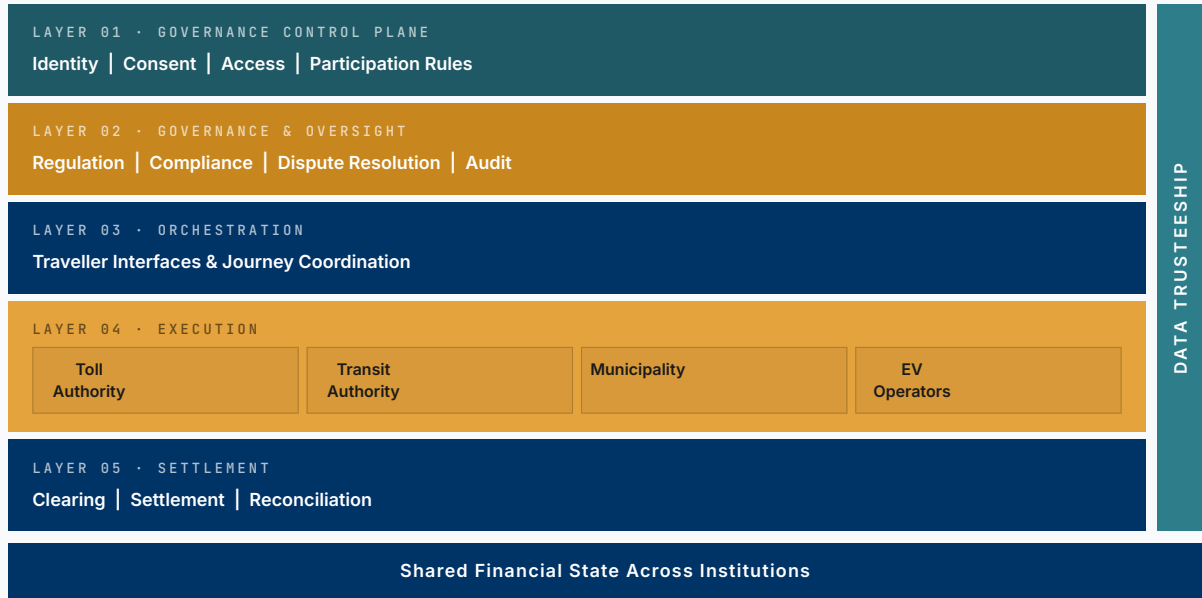 LAYER 01 · GOVERNANCE CONTROL PLANE
Identity | Consent | Access | Participation Rules
LAYER 02 · GOVERNANCE & OVERSIGHT
Regulation | Compliance | Dispute Resolution | Audit
LAYER 03 · ORCHESTRATION
Traveller Interfaces & Journey Coordination
LAYER 04 · EXECUTION
Toll
Authority
Transit
Authority
Municipality
EV
Operators
LAYER 05 · SETTLEMENT
Clearing | Settlement | Reconciliation
DATA TRUSTEESHIP
Shared Financial State Across Institutions